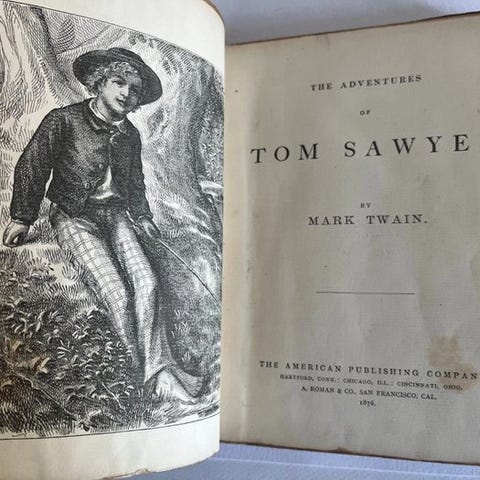 THE ADVENTURES
OF
TOM SAWYE
BY
MARK TWAIN.
THE AMERICAN PUBLISHING COMPAN
HARTFORD, CONN.: CHICAGO, ILL.: CINCINNATI, OHIO.
A. ROMAN & CO., SAN FRANCISCO, CAL.
1876.